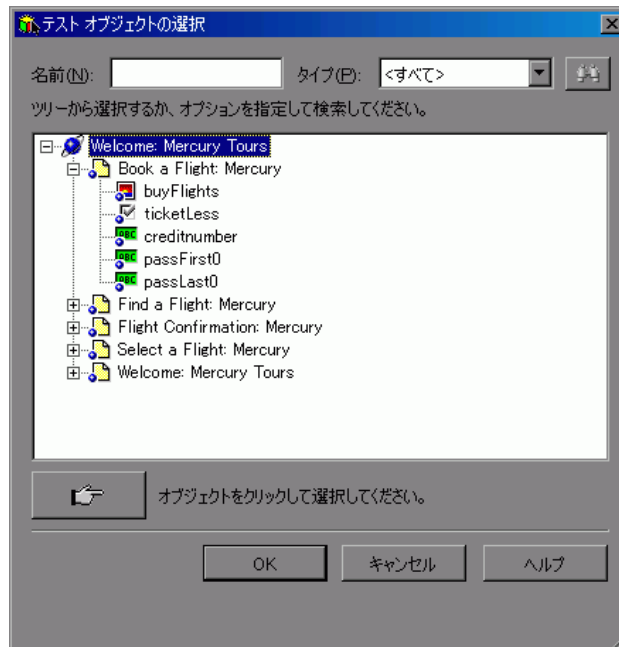 テスト オブジェクトの選択
名前(N): タイプ(P): <すべて>
ツリーから選択するか、オプションを指定して検索してください。
Welcome: Mercury Tours
Book a Flight: Mercury
buyFlights
ticketLess
ABC creditnumber
ABC passFirst0
ABC passLast0
Find a Flight: Mercury
Flight Confirmation: Mercury
Select a Flight: Mercury
Welcome: Mercury Tours
オブジェクトをクリックして選択してください。
OK キャンセル ヘルプ